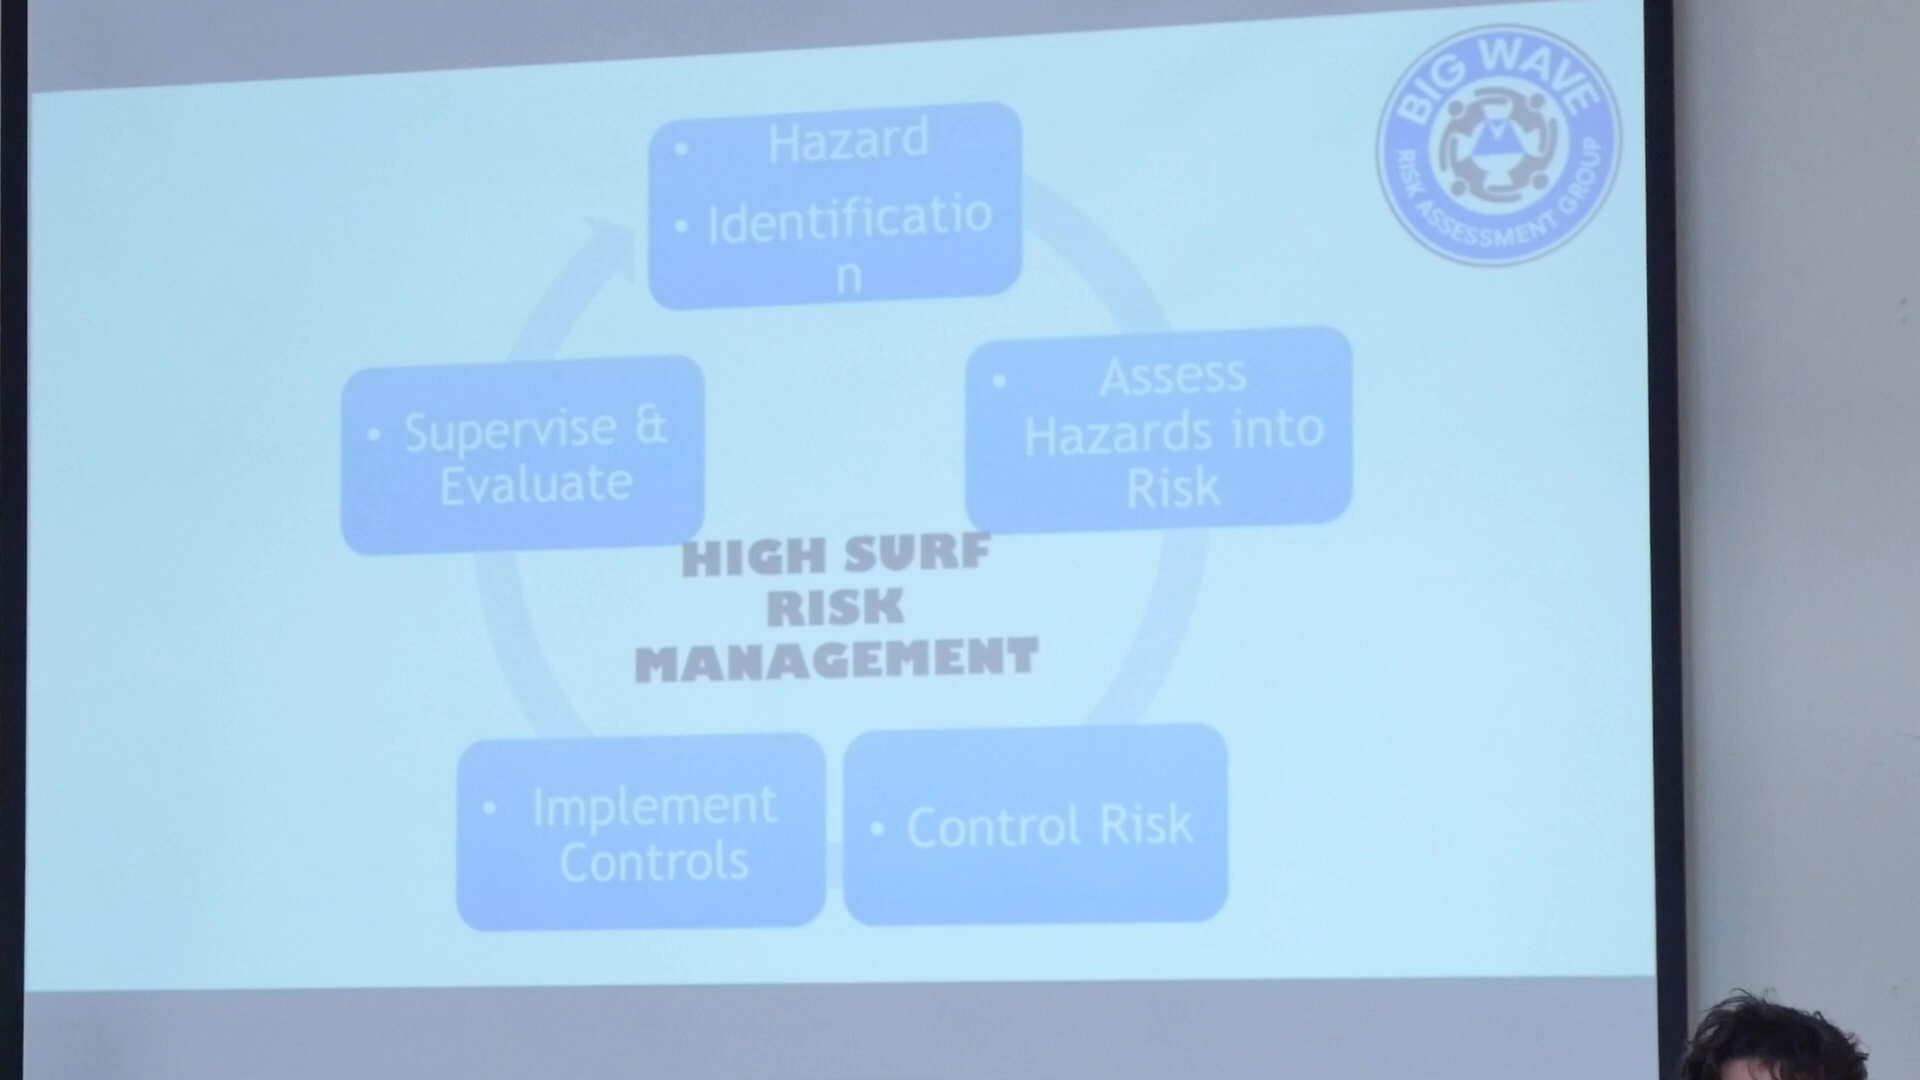 BIG WAVE
RISK ASSESSMENT GROUP
• Hazard
• Identificatio
n
• Assess
Hazards into
Risk
• Supervise &
Evaluate
HIGH SURF
RISK
MANAGEMENT
• Implement
Controls
• Control Risk